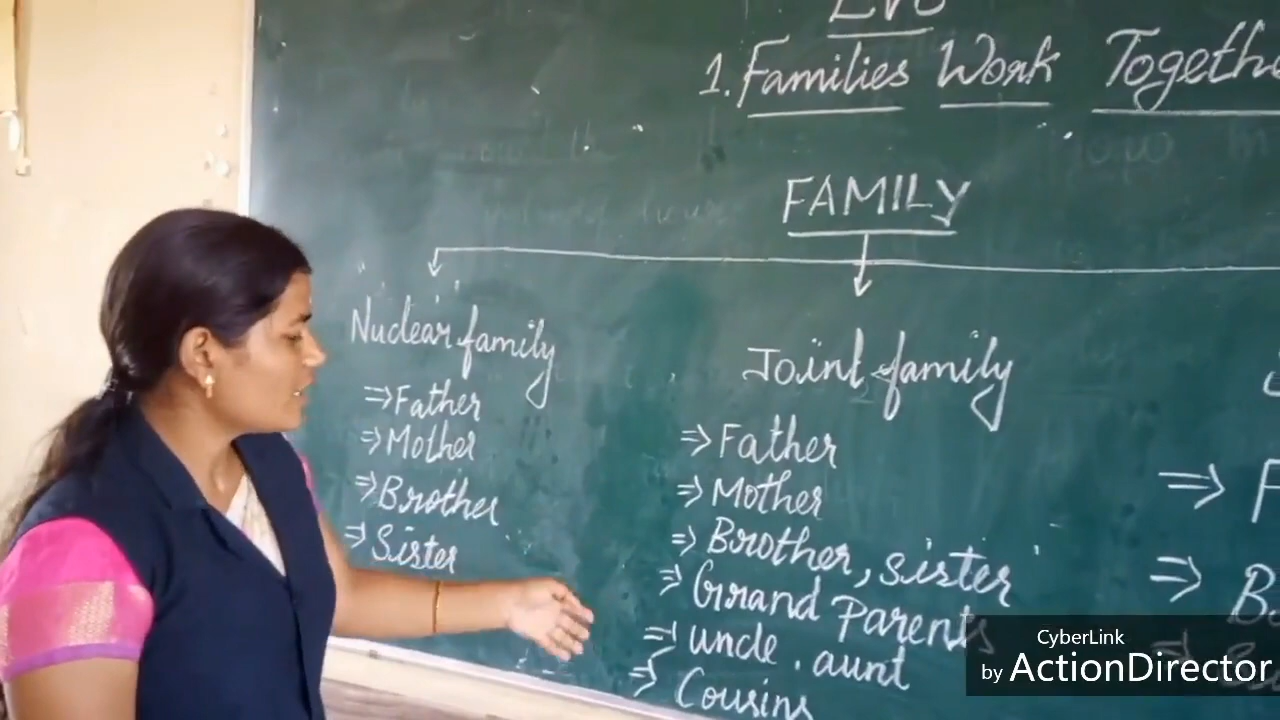 EVS
1. Families Work Togethe
FAMILY
Nuclear family
⇒ Father
⇒ Mother
⇒ Brother
⇒ Sister
Joint family
⇒ Father
⇒ Mother
⇒ Brother, sister
⇒ Grand Parents
⇒ uncle . aunt
⇒ Cousins
⇒ F
⇒ B
CyberLink
by ActionDirector